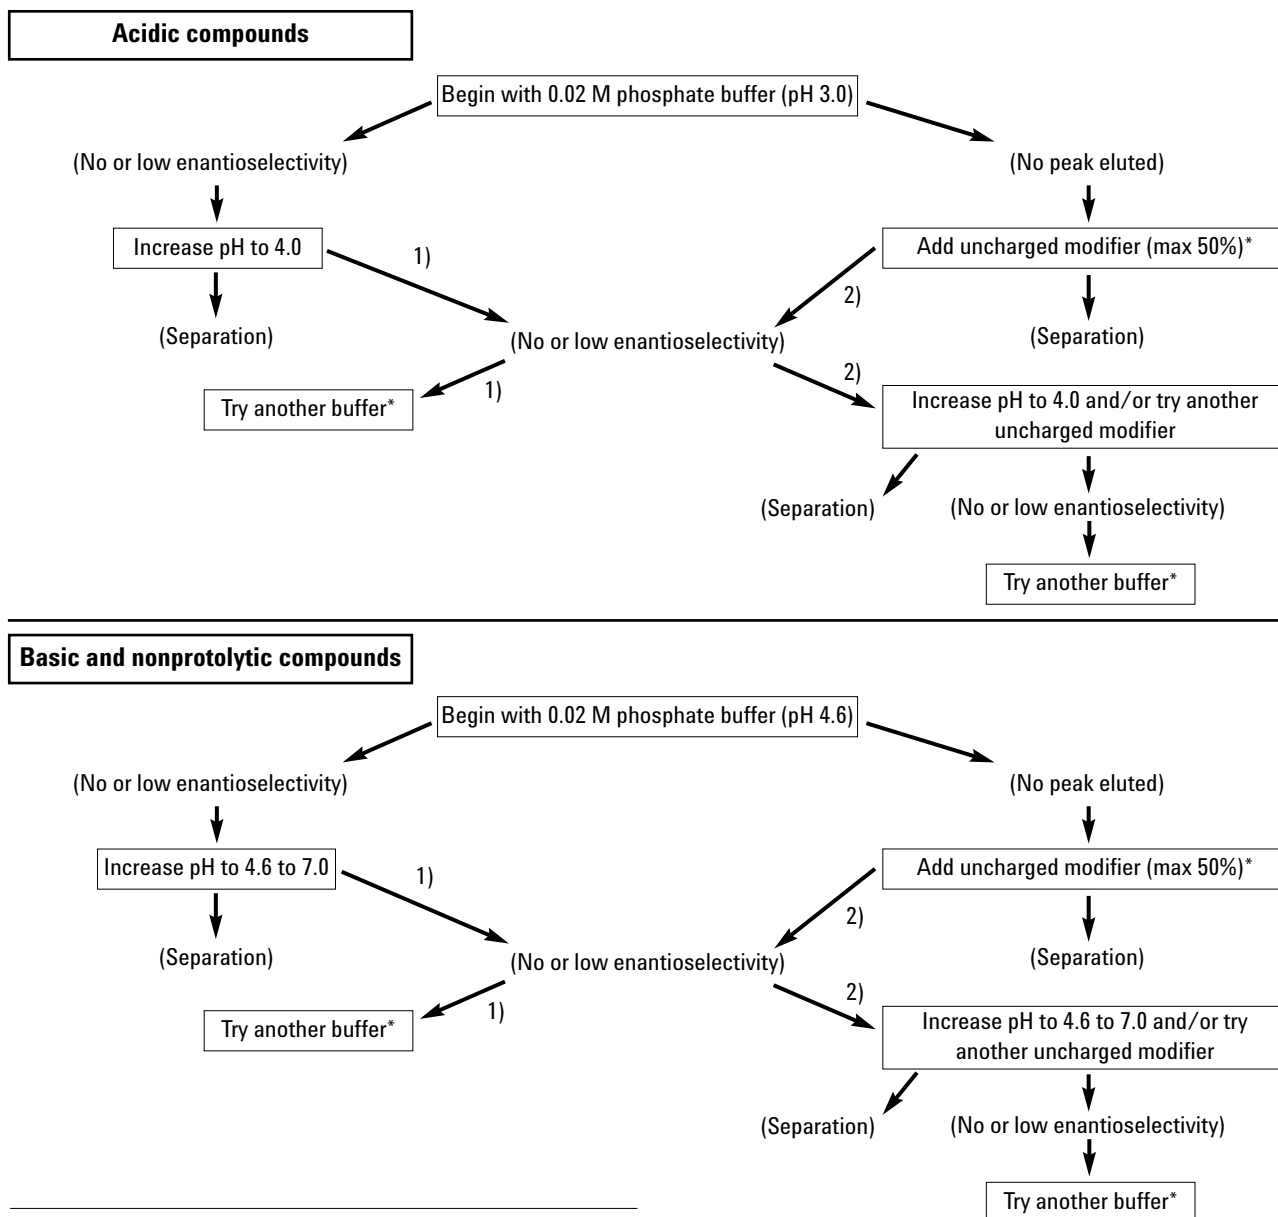 Acidic compounds
Begin with 0.02 M phosphate buffer (pH 3.0)
(No or low enantioselectivity)
(No peak eluted)
Increase pH to 4.0
1)
Add uncharged modifier (max 50%)*
2)
(Separation)
(No or low enantioselectivity)
(Separation)
1)
2)
Try another buffer*
Increase pH to 4.0 and/or try another
uncharged modifier
(Separation)
(No or low enantioselectivity)
Try another buffer*
Basic and nonprotolytic compounds
Begin with 0.02 M phosphate buffer (pH 4.6)
(No or low enantioselectivity)
(No peak eluted)
Increase pH to 4.6 to 7.0
1)
Add uncharged modifier (max 50%)*
2)
(Separation)
(No or low enantioselectivity)
(Separation)
1)
2)
Try another buffer*
Increase pH to 4.6 to 7.0 and/or try
another uncharged modifier
(Separation)
(No or low enantioselectivity)
Try another buffer*